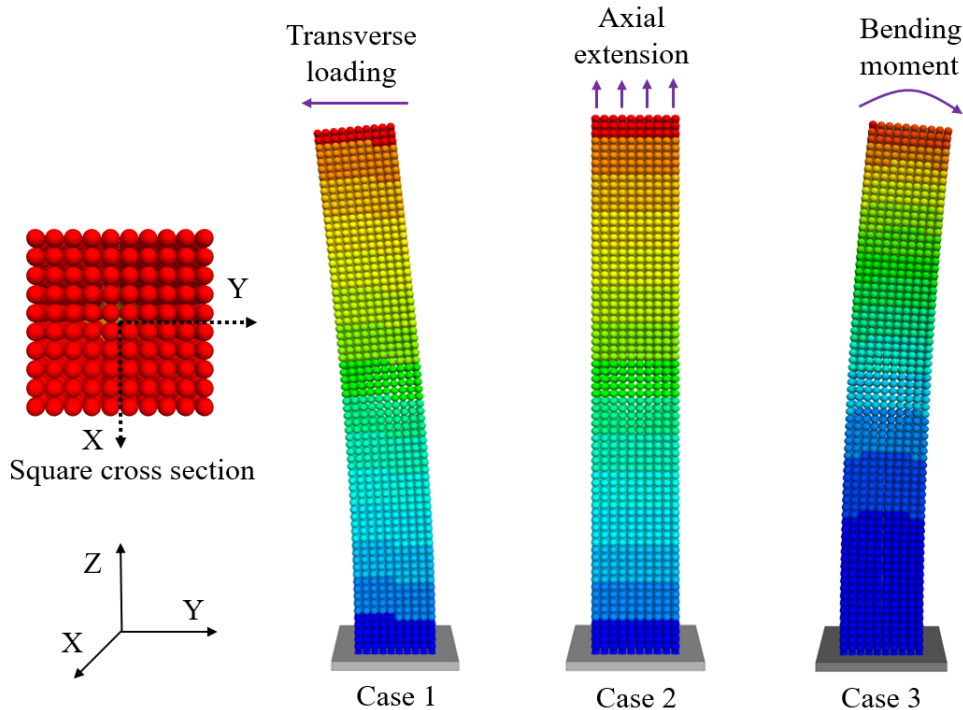 Transverse
loading
Axial
extension
Bending
moment
Y
X
Square cross section
Z
Y
X
Case 1
Case 2
Case 3